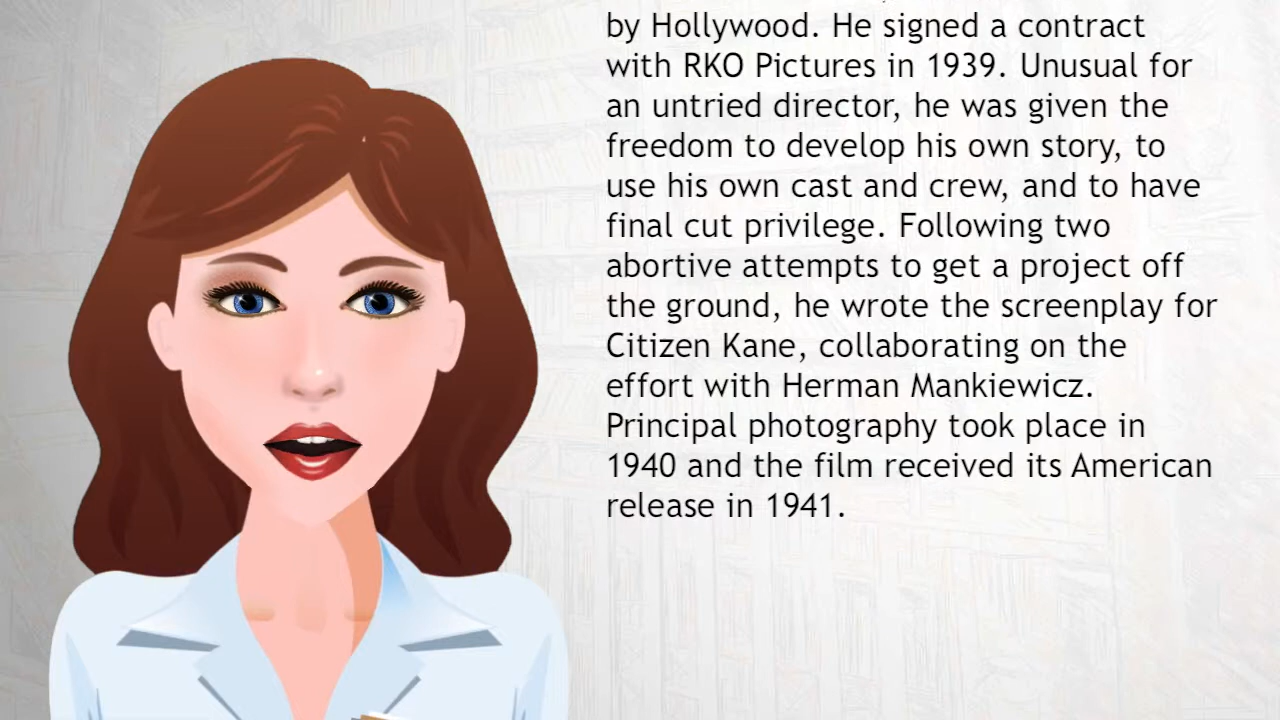 by Hollywood. He signed a contract
with RKO Pictures in 1939. Unusual for
an untried director, he was given the
freedom to develop his own story, to
use his own cast and crew, and to have
final cut privilege. Following two
abortive attempts to get a project off
the ground, he wrote the screenplay for
Citizen Kane, collaborating on the
effort with Herman Mankiewicz.
Principal photography took place in
1940 and the film received its American
release in 1941.